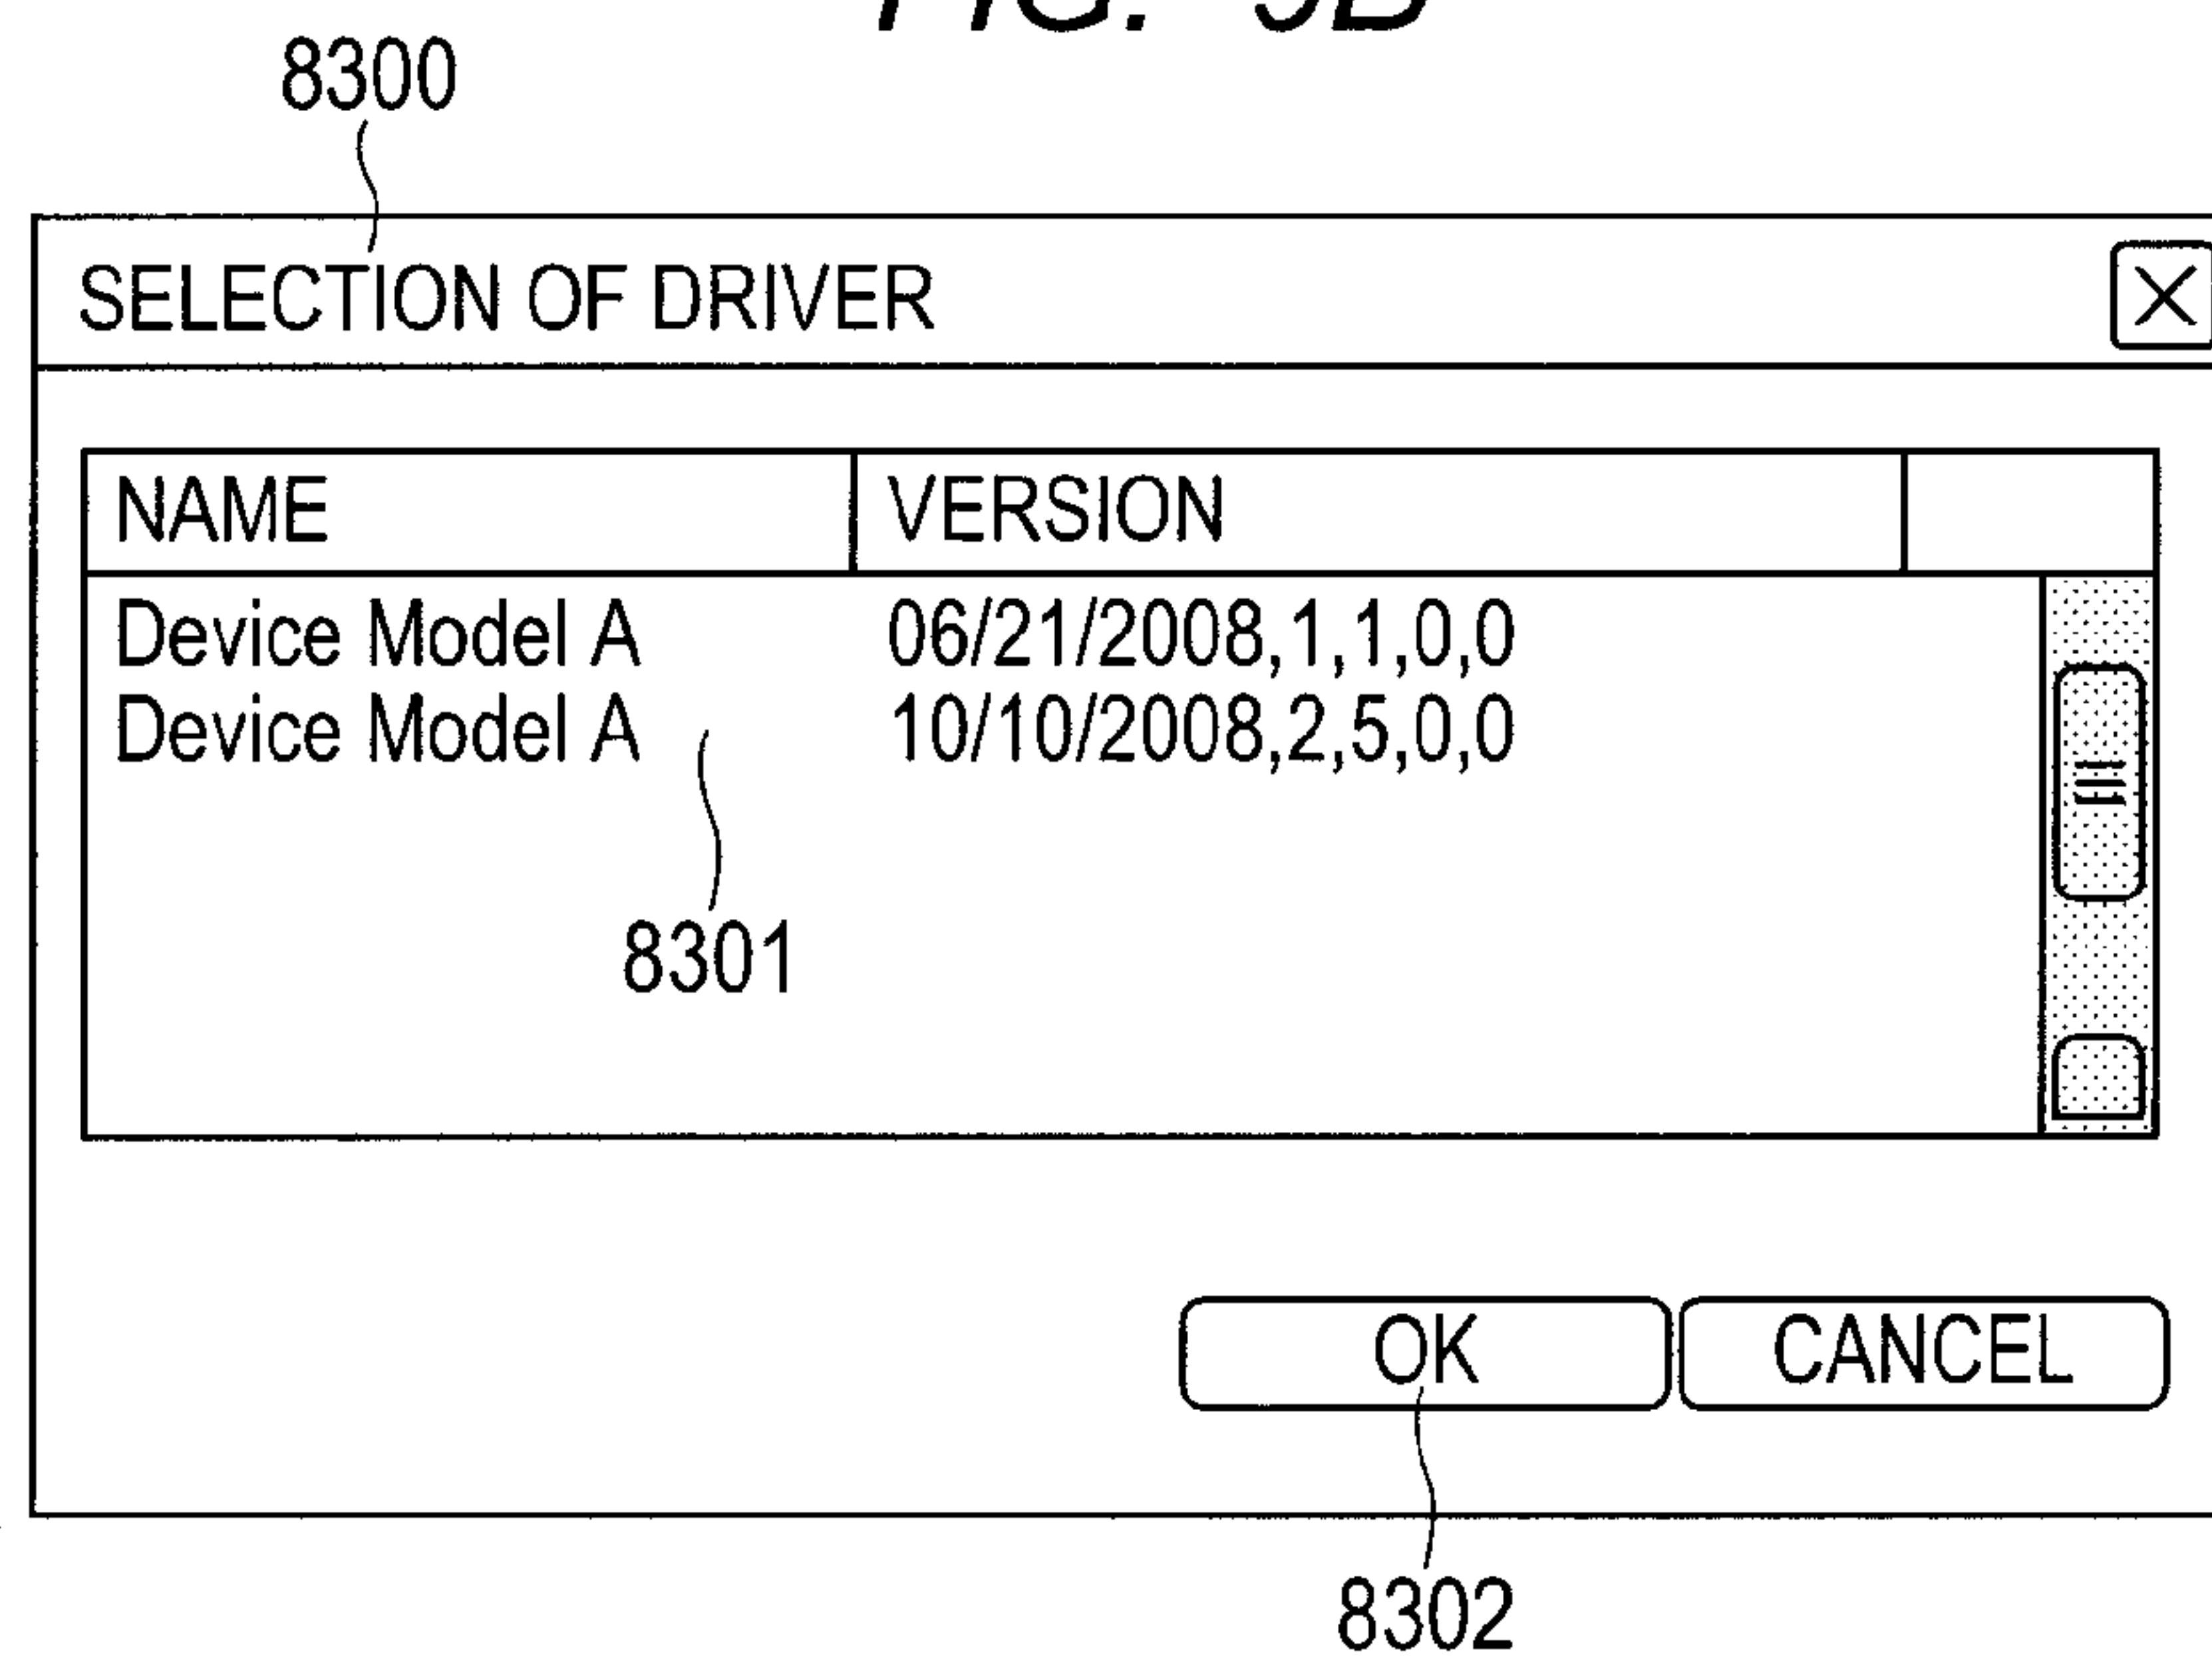 8300
SELECTION OF DRIVER
NAME VERSION
Device Model A 06/21/2008,1,1,0,0
Device Model A 10/10/2008,2,5,0,0
8301
OK CANCEL
8302